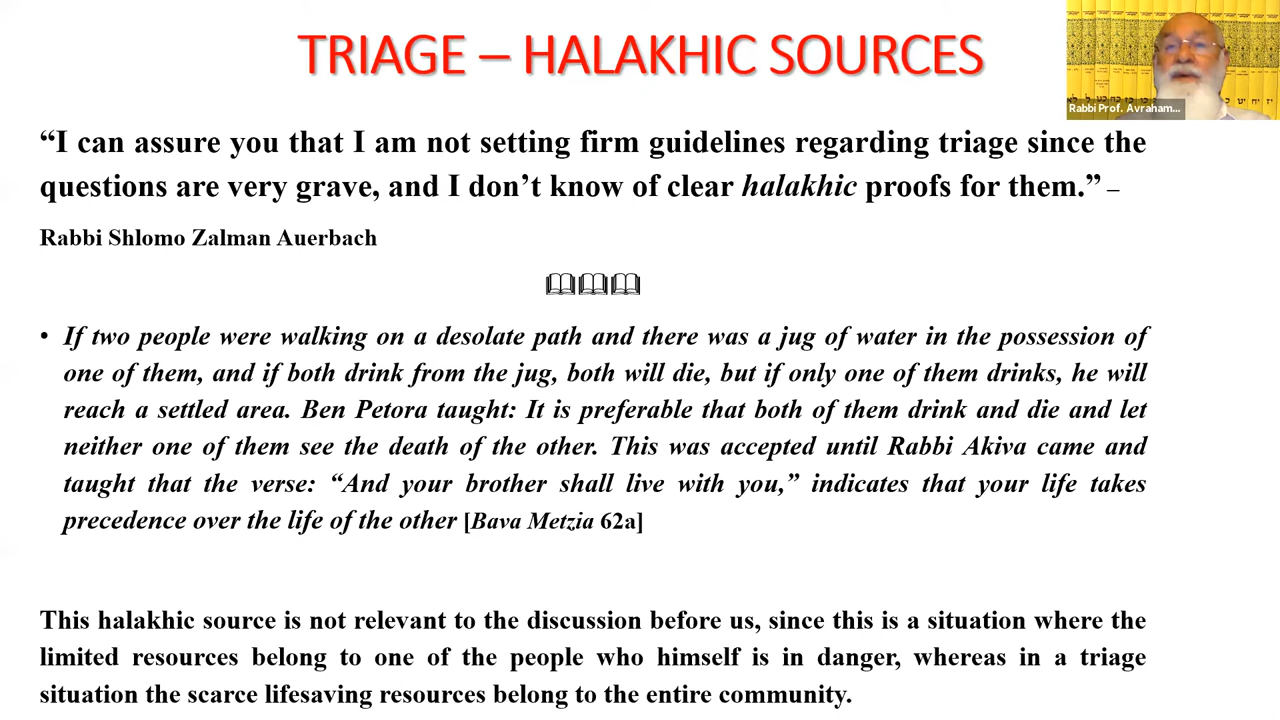 TRIAGE – HALAKHIC SOURCES
Rabbi Prof. Avraham...
“I can assure you that I am not setting firm guidelines regarding triage since the
questions are very grave, and I don’t know of clear halakhic proofs for them.” –
Rabbi Shlomo Zalman Auerbach
• If two people were walking on a desolate path and there was a jug of water in the possession of
one of them, and if both drink from the jug, both will die, but if only one of them drinks, he will
reach a settled area. Ben Petora taught: It is preferable that both of them drink and die and let
neither one of them see the death of the other. This was accepted until Rabbi Akiva came and
taught that the verse: “And your brother shall live with you,” indicates that your life takes
precedence over the life of the other [Bava Metzia 62a]
This halakhic source is not relevant to the discussion before us, since this is a situation where the
limited resources belong to one of the people who himself is in danger, whereas in a triage
situation the scarce lifesaving resources belong to the entire community.